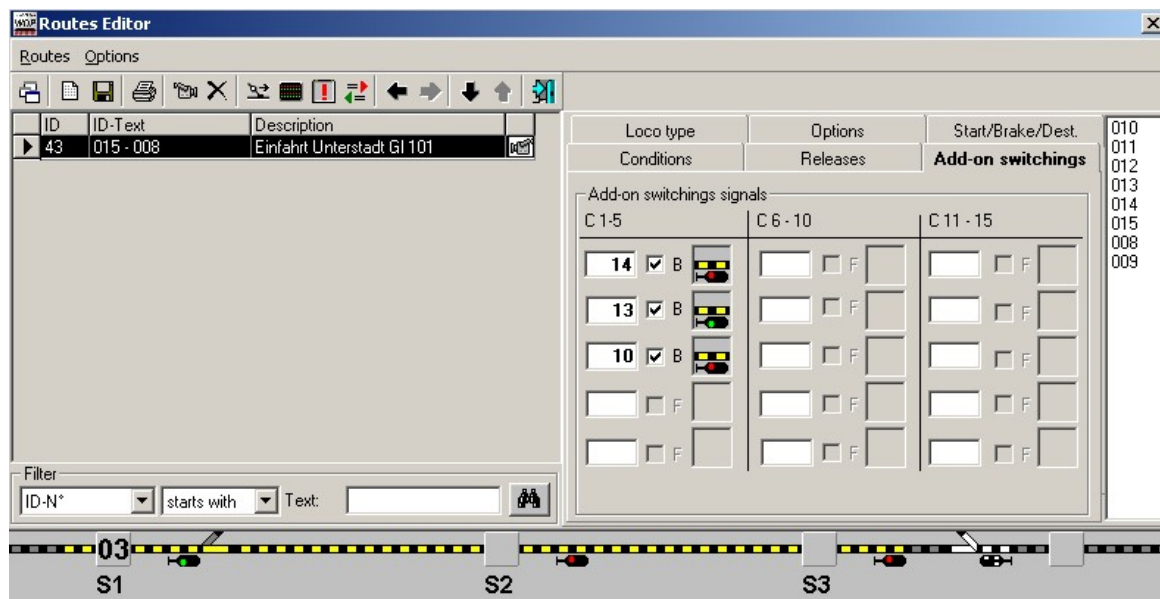 WDP Routes Editor
Routes Options
ID ID-Text Description
43 015 - 008 Einfahrt Unterstadt Gl 101
Loco type Options Start/Brake/Dest.
Conditions Releases Add-on switchings
Add-on switchings signals
C 1-5 C 6 - 10 C 11 - 15
14 B F F
13 B F F
10 B F F
F F F
F F F
010
011
012
013
014
015
008
009
Filter
ID-N° starts with Text:
03
S1 S2 S3